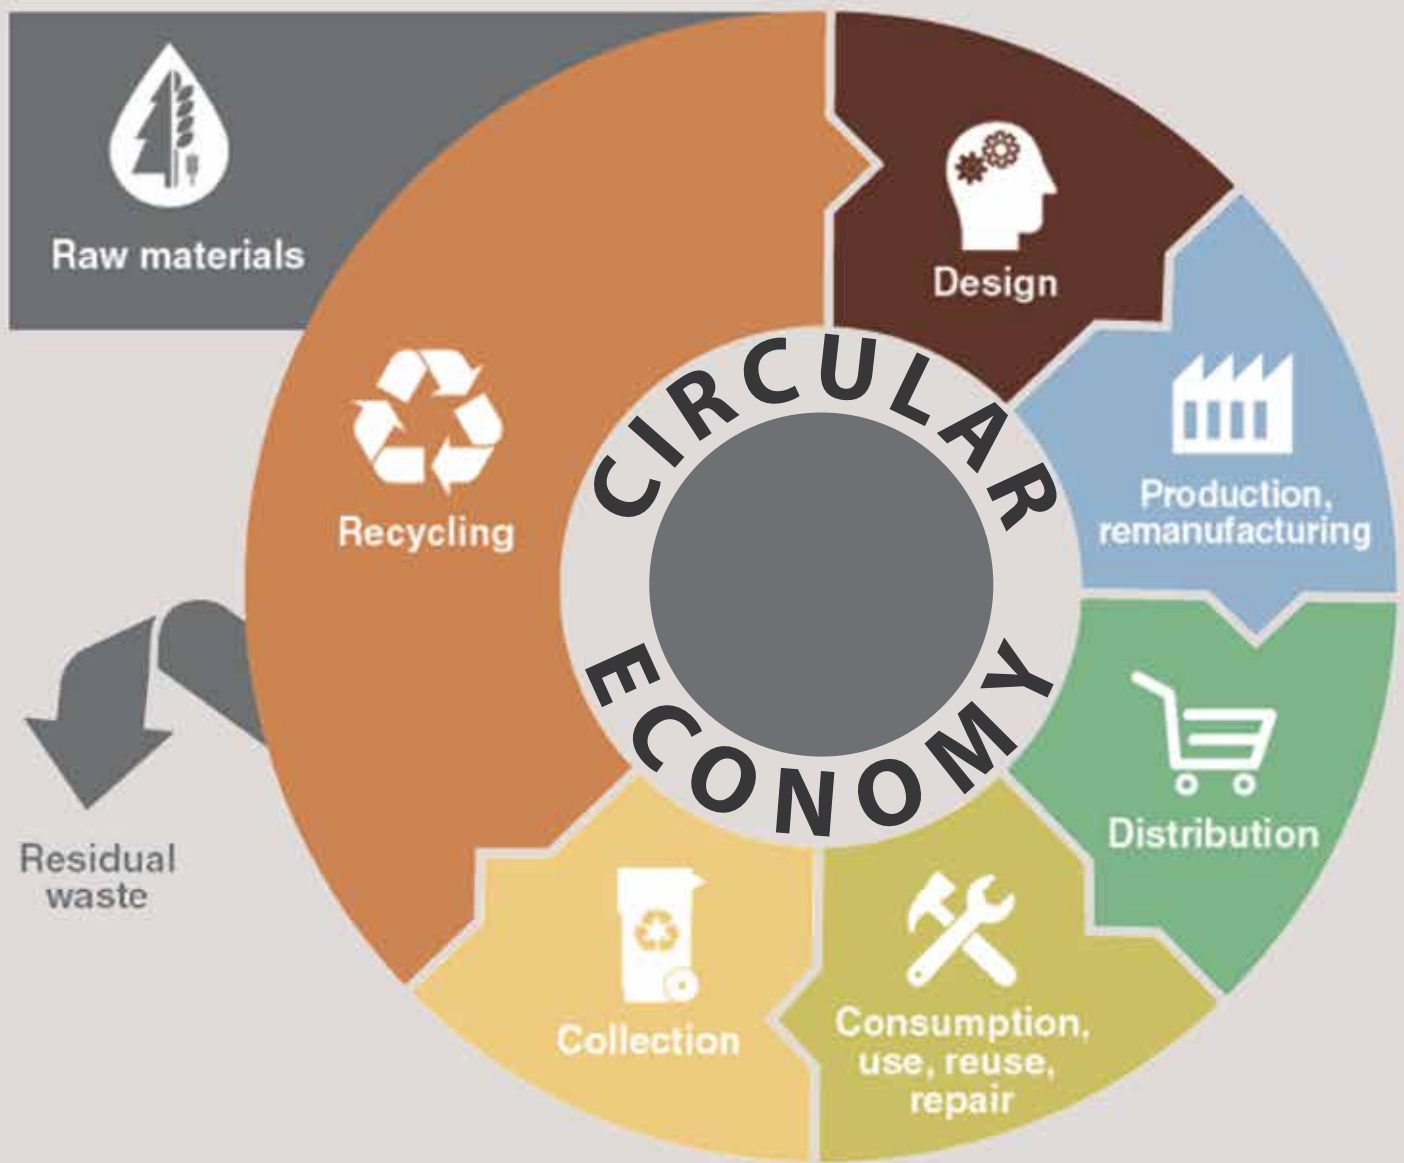 Raw materials
Design
Production,
remanufacturing
Distribution
Consumption,
use, reuse,
repair
Collection
Recycling
Residual
waste
CIRCULAR
ECONOMY